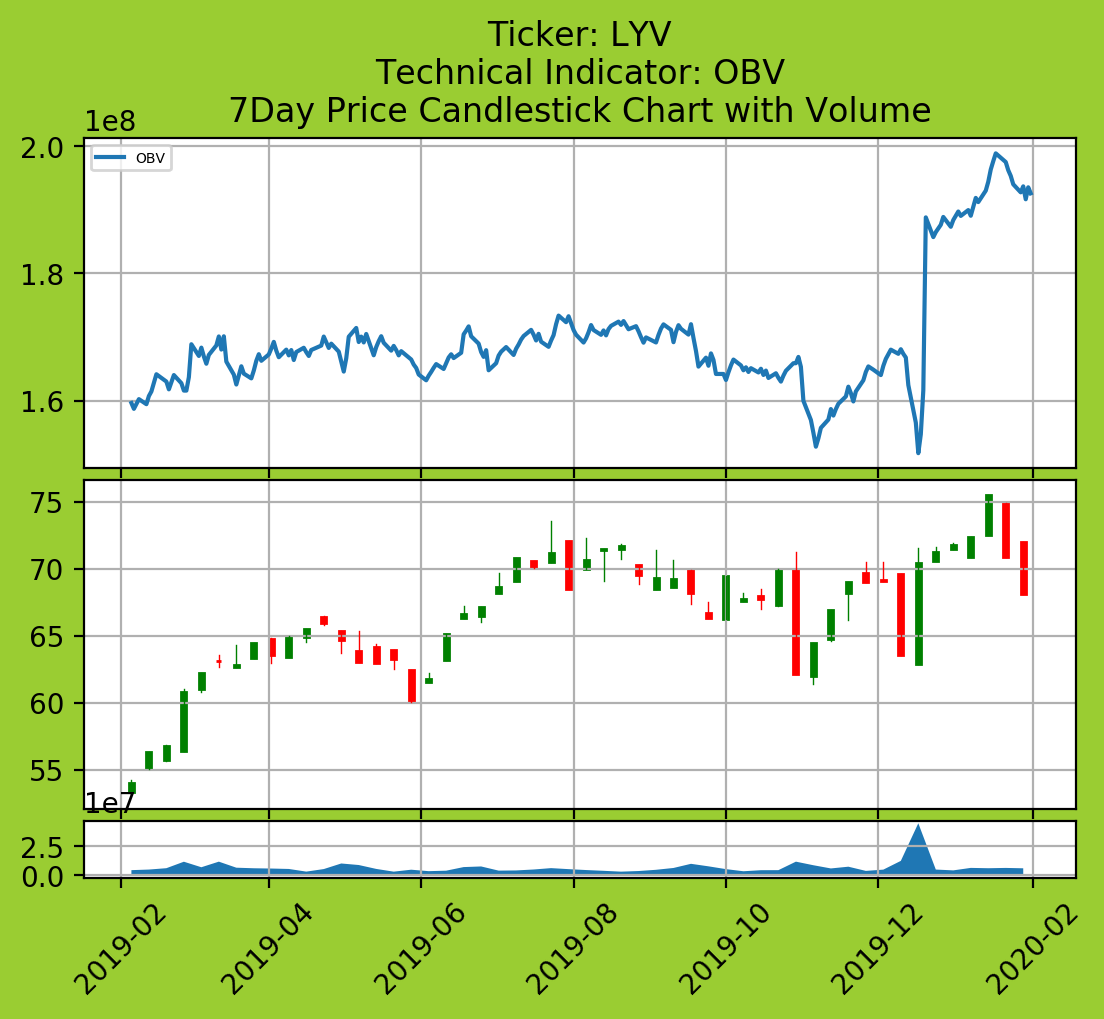 Ticker: LYV
Technical Indicator: OBV
7Day Price Candlestick Chart with Volume
1e8
OBV
2.0
1.8
1.6
75
70
65
60
55
1e7
2.5
0.0
2019-02
2019-04
2019-06
2019-08
2019-10
2019-12
2020-02